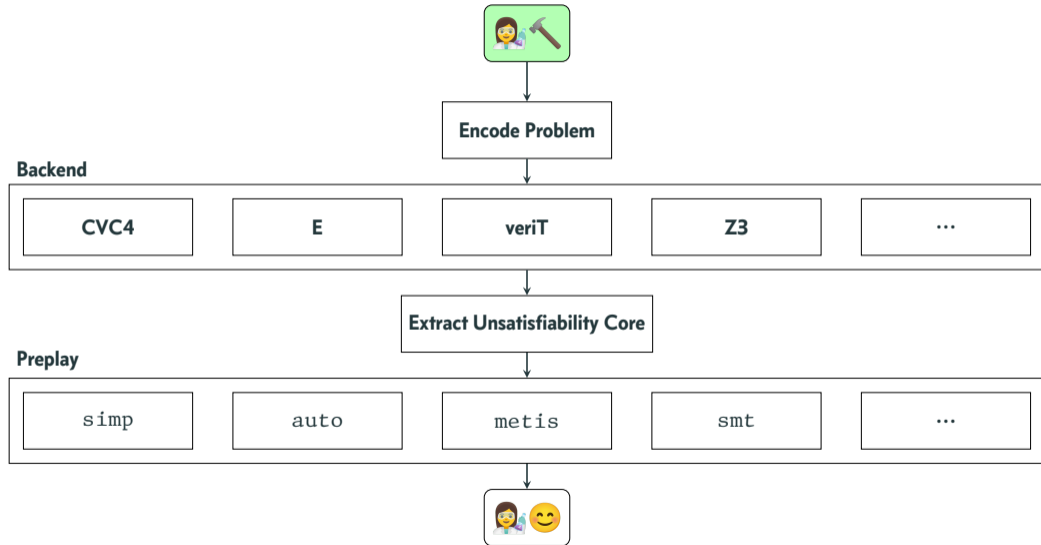 Encode Problem
Backend
CVC4 E veriT Z3 ···
Extract Unsatisfiability Core
Preplay
simp auto metis smt ···